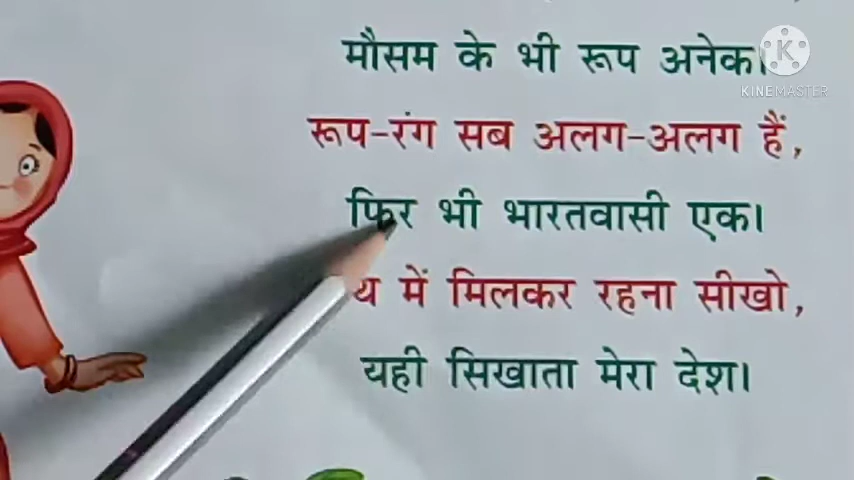 मौसम के भी रूप अनेक।
रूप-रंग सब अलग-अलग हैं,
फिर भी भारतवासी एक।
में मिलकर रहना सीखो,
यही सिखाता मेरा देश।
K
KINEMASTER